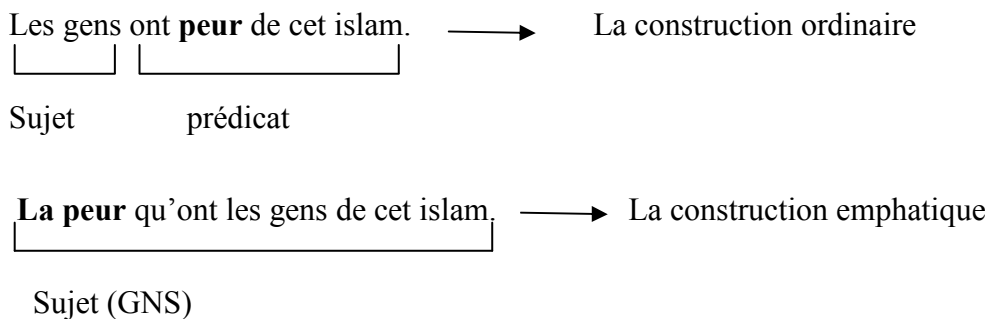 Les gens ont peur de cet islam. La construction ordinaire
Sujet prédicat
La peur qu’ont les gens de cet islam. La construction emphatique
Sujet (GNS)